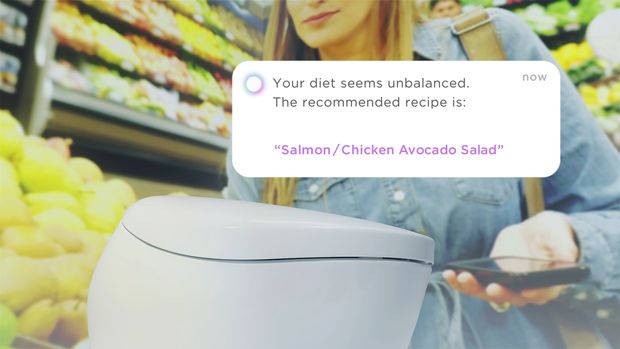 now
Your diet seems unbalanced.
The recommended recipe is:
“Salmon/Chicken Avocado Salad”